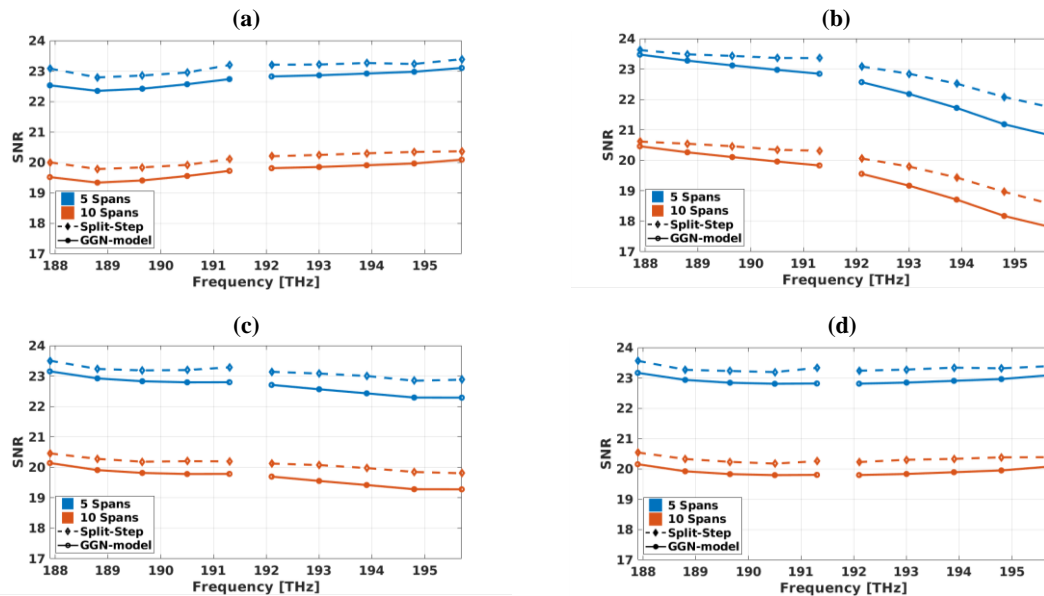 (a)
24
23
22
21
20
19
18
17
SNR
5 Spans
10 Spans
Split-Step
GGN-model
188 189 190 191 192 193 194 195
Frequency [THz]
(b)
24
23
22
21
20
19
18
17
SNR
5 Spans
10 Spans
Split-Step
GGN-model
188 189 190 191 192 193 194 195
Frequency [THz]
(c)
24
23
22
21
20
19
18
17
SNR
5 Spans
10 Spans
Split-Step
GGN-model
188 189 190 191 192 193 194 195
Frequency [THz]
(d)
24
23
22
21
20
19
18
17
SNR
5 Spans
10 Spans
Split-Step
GGN-model
188 189 190 191 192 193 194 195
Frequency [THz]